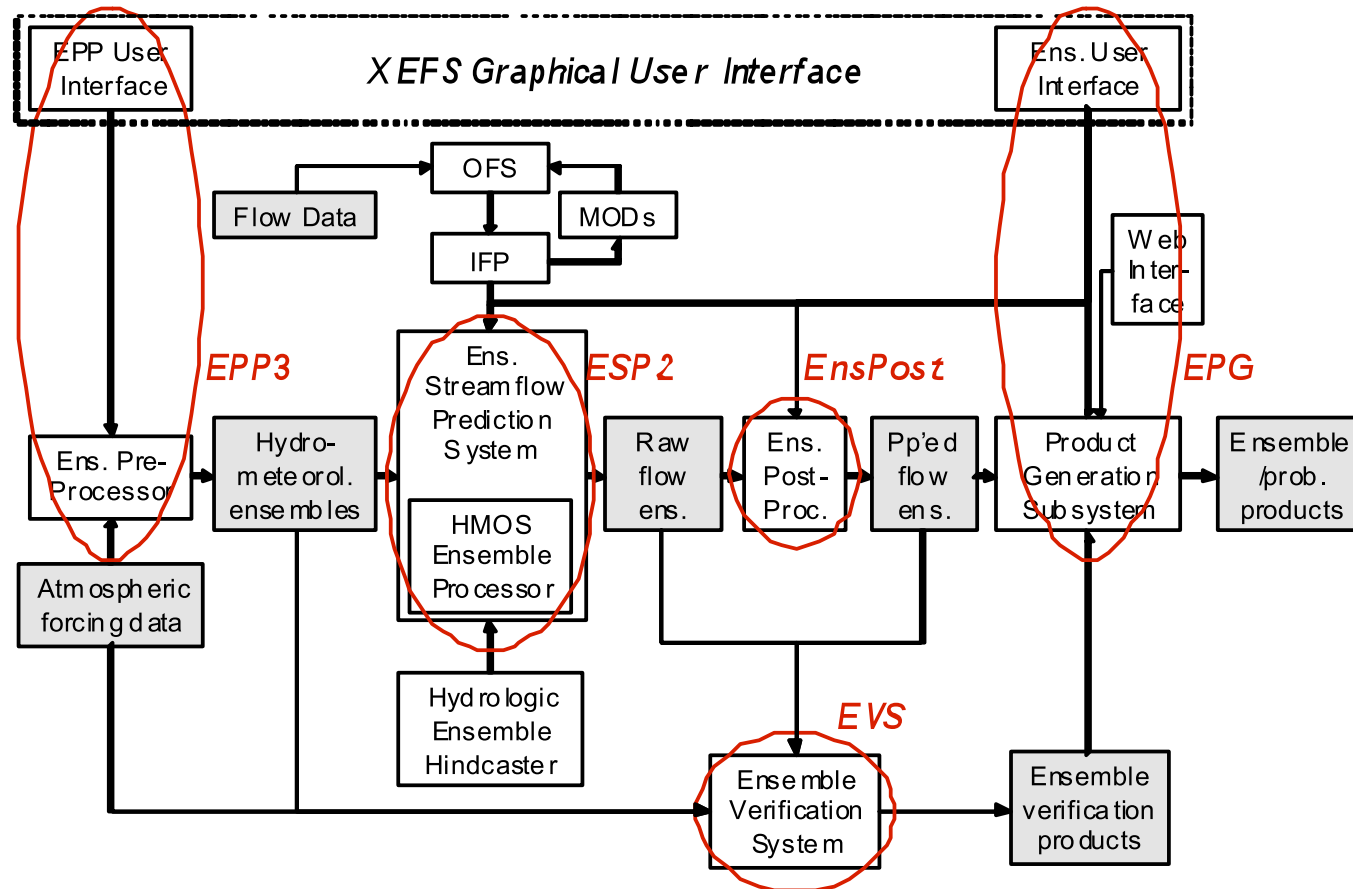 EPP User
Interface
XEFS Graphical User Interface
Ens. User
Interface
OFS
Flow Data
MODs
IFP
Web
Inter-
face
EPP3
ESP2
EnsPost
EPG
Ens.
Streamflow
Prediction
System
HMOS
Ensemble
Processor
Ens. Pre-
Processor
Hydro-
meteorol.
ensembles
Raw
flow
ens.
Ens.
Post-
Proc.
Pp'ed
flow
ens.
Product
Generation
Subsystem
Ensemble
/prob.
products
Atmospheric
forcing data
Hydrologic
Ensemble
Hindcaster
EVS
Ensemble
Verification
System
Ensemble
verification
products